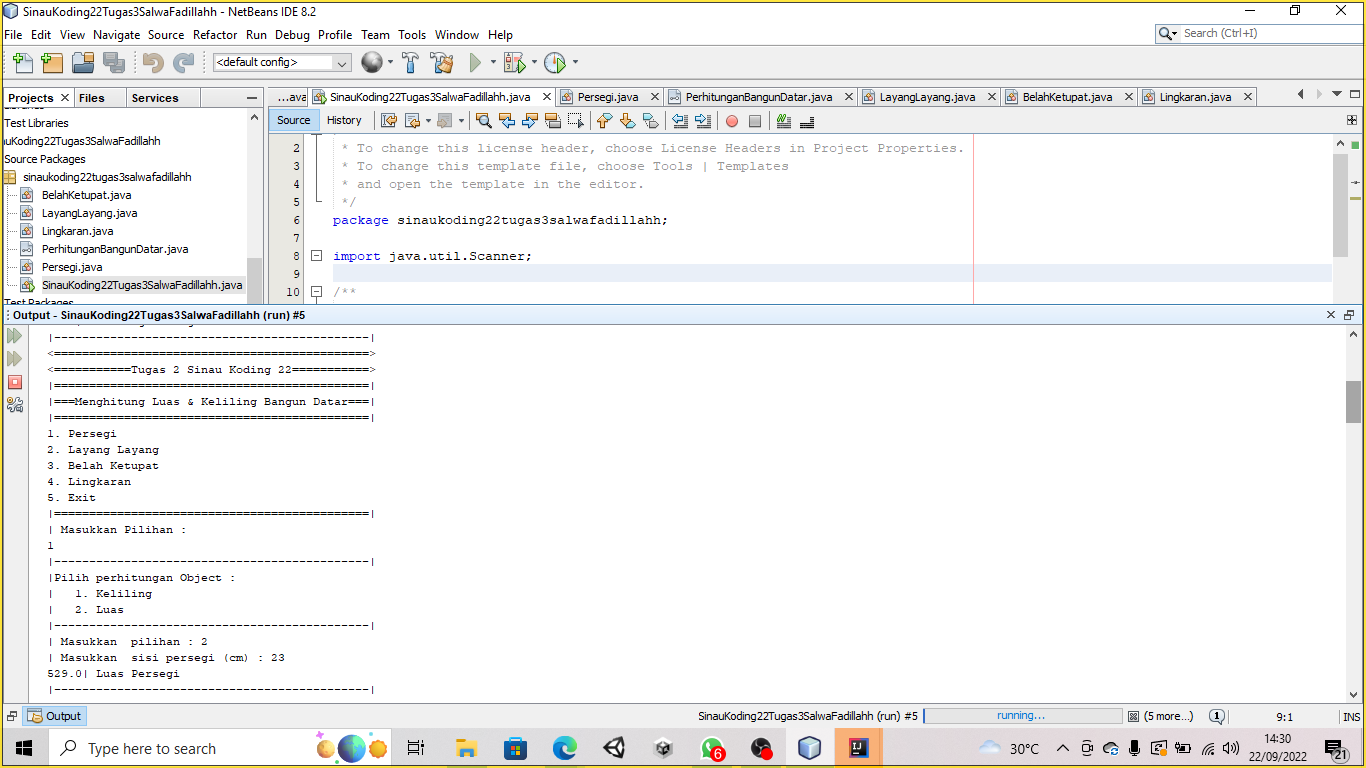 SinauKoding22Tugas3SalwaFadillahh - NetBeans IDE 8.2
File Edit View Navigate Source Refactor Run Debug Profile Team Tools Window Help
Search (Ctrl+I)
<default config>
Projects Files Services
...ava SinauKoding22Tugas3SalwaFadillahh.java Persegi.java PerhitunganBangunDatar.java LayangLayang.java BelahKetupat.java Lingkaran.java
Source History
Test Libraries
uKoding22Tugas3SalwaFadillahh
Source Packages
sinaukoding22tugas3salwafadillahh
BelahKetupat.java
LayangLayang.java
Lingkaran.java
PerhitunganBangunDatar.java
Persegi.java
SinauKoding22Tugas3SalwaFadillahh.java
Test Packages
2 * To change this license header, choose License Headers in Project Properties.
3 * To change this template file, choose Tools | Templates
4 * and open the template in the editor.
5 */
6 package sinaukoding22tugas3salwafadillahh;
7
8 import java.util.Scanner;
9
10 /**
Output - SinauKoding22Tugas3SalwaFadillahh (run) #5
|---------------------------------------------|
<=============================================>
<===========Tugas 2 Sinau Koding 22===========>
|=============================================|
|===Menghitung Luas & Keliling Bangun Datar===|
|=============================================|
1. Persegi
2. Layang Layang
3. Belah Ketupat
4. Lingkaran
5. Exit
|=============================================|
| Masukkan Pilihan :
1
|---------------------------------------------|
|Pilih perhitungan Object :
|   1. Keliling
|   2. Luas
|---------------------------------------------|
| Masukkan  pilihan : 2
| Masukkan  sisi persegi (cm) : 23
529.0| Luas Persegi
|---------------------------------------------|
Output
SinauKoding22Tugas3SalwaFadillahh (run) #5 running... (5 more...) 1 9:1 INS
Type here to search
6
IJ
30°C
14:30
22/09/2022
21